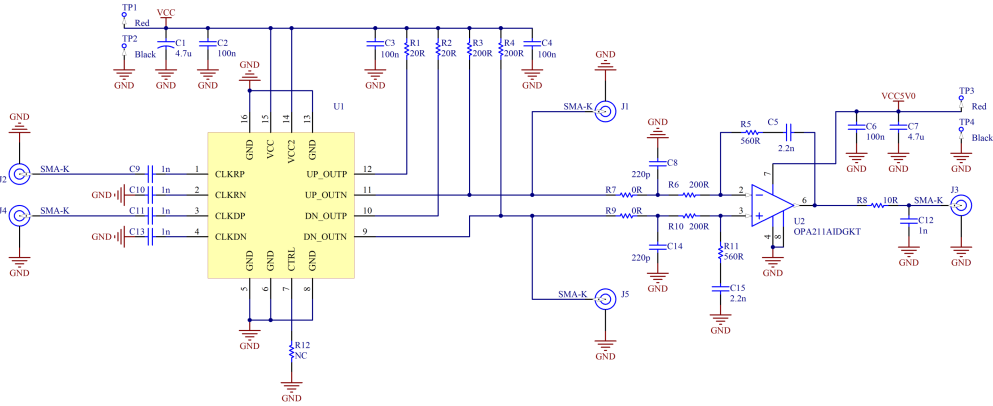 TP1
Red
VCC
TP2
Black
GND
C1
4.7u
GND
C2
100n
GND
GND
C3
100n
GND
R1
20R
R2
20R
R3
200R
R4
200R
C4
100n
GND
U1
16
15
14
13
GND
VCC
VCC2
GND
GND
J2
SMA-K
C9
1n
1
CLKRP
GND
C10
1n
2
CLKRN
J4
SMA-K
C11
1n
3
CLKDP
GND
C13
1n
4
CLKDN
GND
UP_OUTP
12
UP_OUTN
11
DN_OUTP
10
DN_OUTN
9
GND
GND
CTRL
GND
5
6
7
8
GND
R12
NC
GND
GND
SMA-K
J1
GND
C8
220p
R7
0R
R6
200R
R9
0R
R10
200R
C14
220p
GND
SMA-K
J5
GND
R5
560R
C5
2.2n
R11
560R
C15
2.2n
GND
2
3
7
6
4
8
U2
OPA211AIDGKT
GND
VCC5V0
C6
100n
GND
C7
4.7u
GND
TP3
Red
TP4
Black
GND
R8
10R
SMA-K
J3
C12
1n
GND
GND